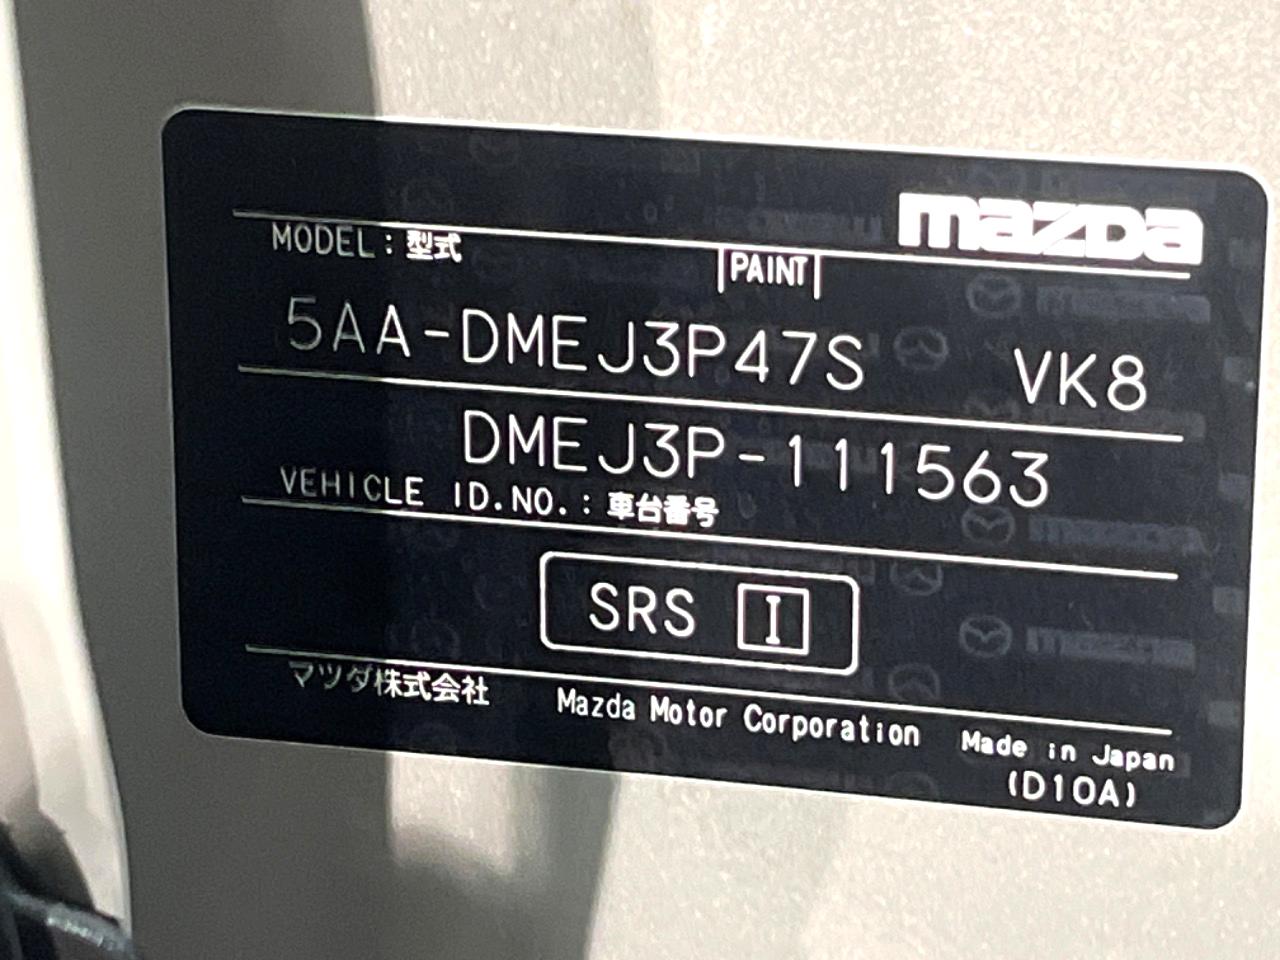 mazda
MODEL:型式 PAINT
5AA-DMEJ3P47S VK8
DMEJ3P-111563
VEHICLE ID.NO.:車台番号
SRS I
マツダ株式会社 Mazda Motor Corporation Made in Japan
(D10A)